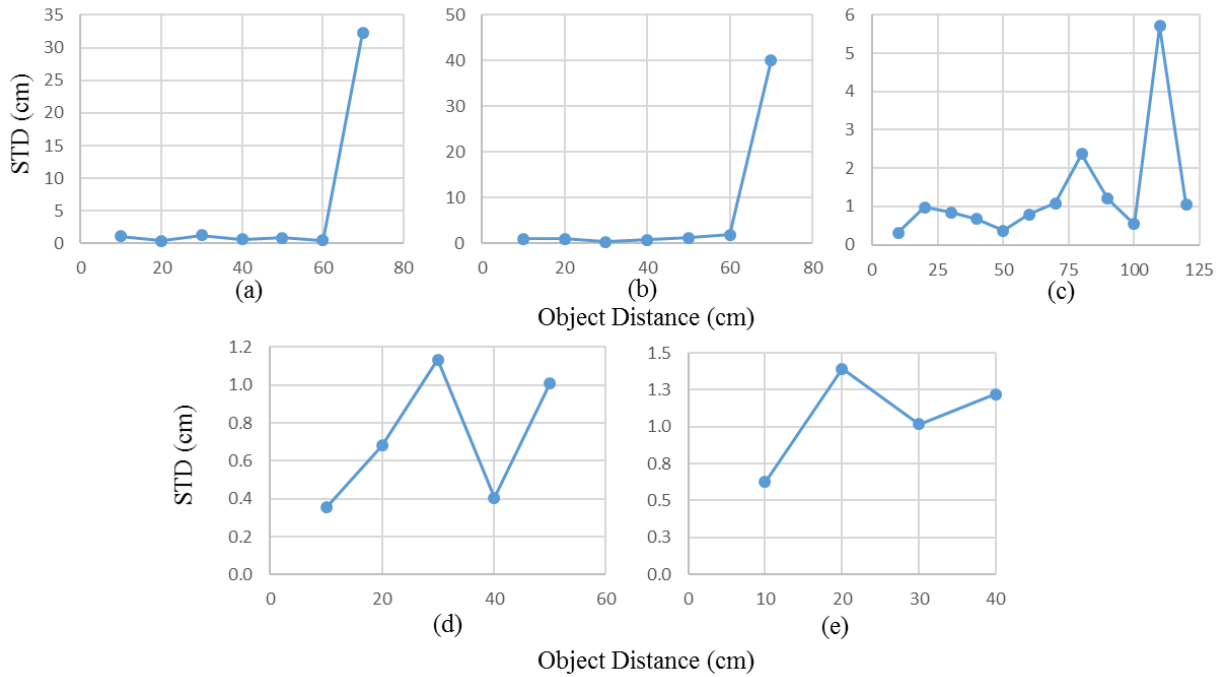 35
30
25
20
15
10
5
0
0 20 40 60 80
(a)
50
40
30
20
10
0
0 20 40 60 80
(b)
6
5
4
3
2
1
0
0 25 50 75 100 125
(c)
STD (cm)
Object Distance (cm)
1.2
1.0
0.8
0.6
0.4
0.2
0.0
0 20 40 60
(d)
1.5
1.3
1.0
0.8
0.5
0.3
0.0
0 10 20 30 40
(e)
STD (cm)
Object Distance (cm)